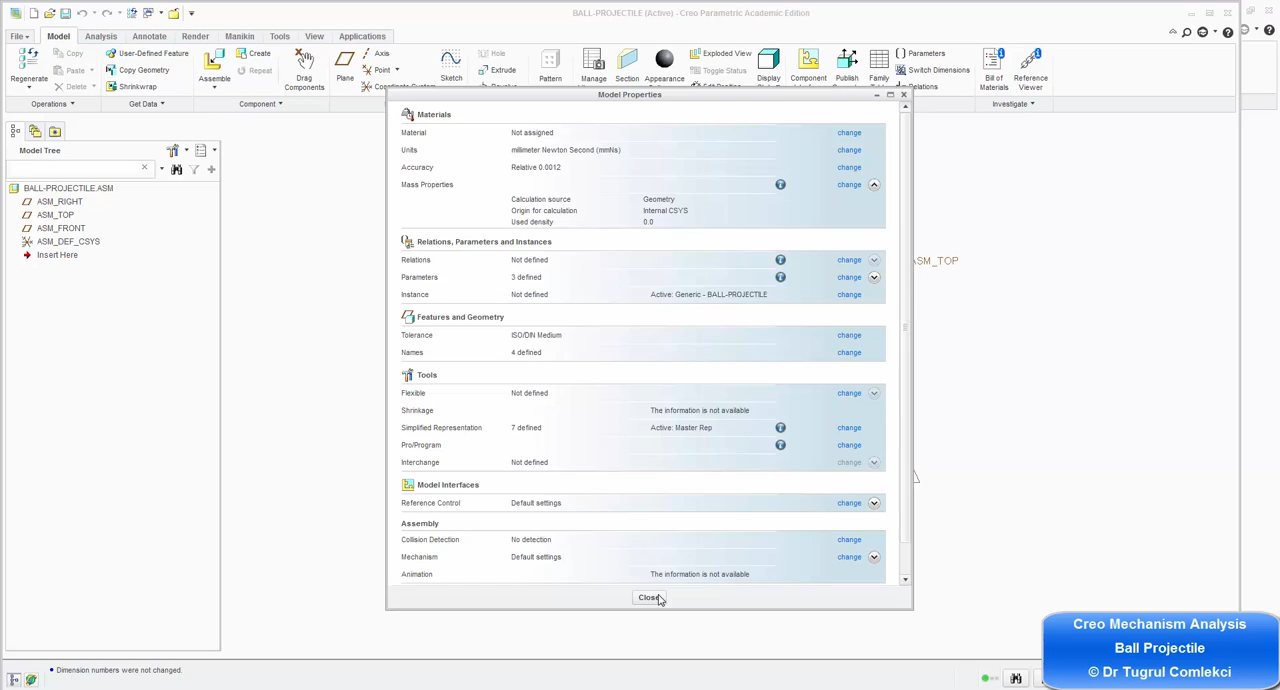 BALL-PROJECTILE (Active) - Creo Parametric Academic Edition
File
Model
Analysis
Annotate
Render
Manikin
Tools
View
Applications
Regenerate
Copy
Paste
Delete
User-Defined Feature
Copy Geometry
Shrinkwrap
Assemble
Create
Repeat
Drag
Components
Plane
Axis
Point
Sketch
Hole
Extrude
Pattern
Manage
Section
Appearance
Exploded View
Toggle Status
Display
Component
Interface
Publish
Family
Parameters
Switch Dimensions
Relations
Bill of
Materials
Reference
Viewer
Operations
Get Data
Component
Investigate
Model Properties
Model Tree
BALL-PROJECTILE.ASM
ASM_RIGHT
ASM_TOP
ASM_FRONT
ASM_DEF_CSYS
Insert Here
Materials
Material Not assigned change
Units millimeter Newton Second (mmNs) change
Accuracy Relative 0.0012 change
Mass Properties change
Calculation source Geometry
Origin for calculation Internal CSYS
Used density 0.0
Relations, Parameters and Instances
Relations Not defined change
Parameters 3 defined change
Instance Not defined Active: Generic - BALL-PROJECTILE change
Features and Geometry
Tolerance ISO/DIN Medium change
Names 4 defined change
Tools
Flexible Not defined change
Shrinkage The information is not available
Simplified Representation 7 defined Active: Master Rep change
Pro/Program change
Interchange Not defined change
Model Interfaces
Reference Control Default settings change
Assembly
Collision Detection No detection change
Mechanism Default settings change
Animation The information is not available
Close
ASM_TOP
Dimension numbers were not changed.
Creo Mechanism Analysis
Ball Projectile
© Dr Tugrul Comlekci